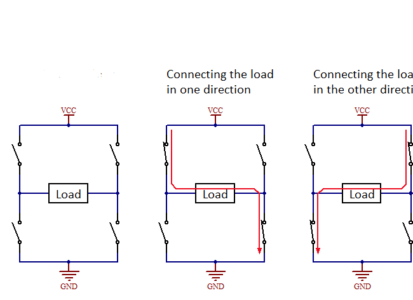 Connecting the load
in one direction
Connecting the loa
in the other directi
VCC
VCC
VCC
Load
Load
Load
GND
GND
GND